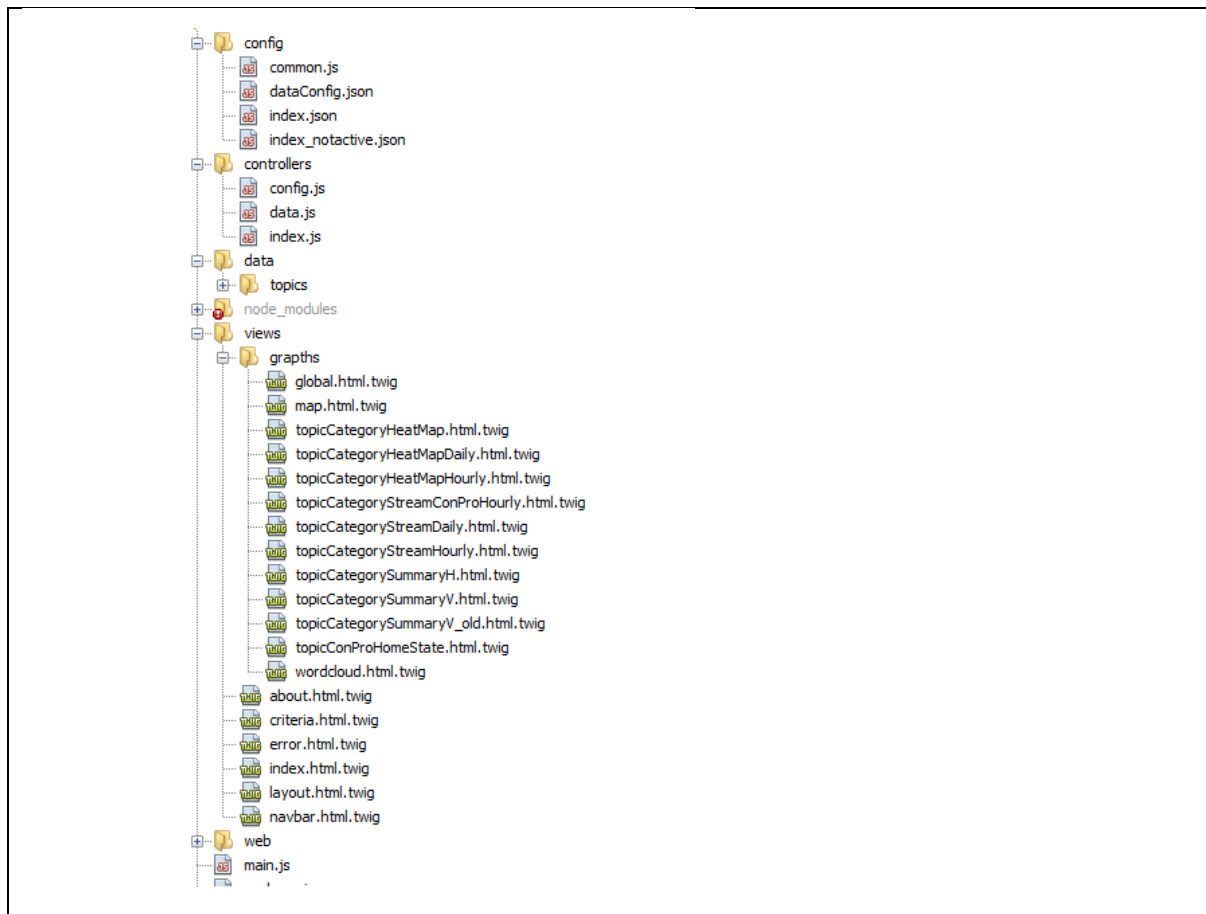 config
common.js
dataConfig.json
index.json
index_notactive.json
controllers
config.js
data.js
index.js
data
topics
node_modules
views
grapths
global.html.twig
map.html.twig
topicCategoryHeatMap.html.twig
topicCategoryHeatMapDaily.html.twig
topicCategoryHeatMapHourly.html.twig
topicCategoryStreamConProHourly.html.twig
topicCategoryStreamDaily.html.twig
topicCategoryStreamHourly.html.twig
topicCategorySummaryH.html.twig
topicCategorySummaryV.html.twig
topicCategorySummaryV_old.html.twig
topicConProHomeState.html.twig
wordcloud.html.twig
about.html.twig
criteria.html.twig
error.html.twig
index.html.twig
layout.html.twig
navbar.html.twig
web
main.js